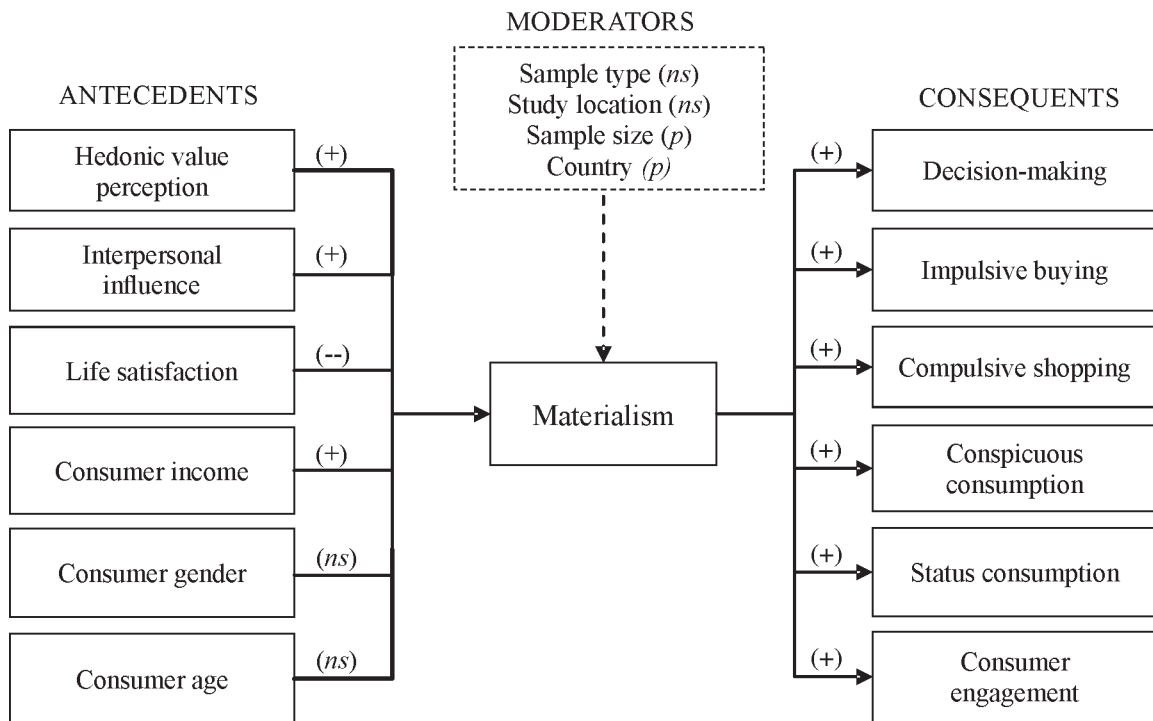 MODERATORS
Sample type (ns)
Study location (ns)
Sample size (p)
Country (p)
ANTECEDENTS
Hedonic value
perception
(+)
Interpersonal
influence
(+)
Life satisfaction
(--)
Consumer income
(+)
Consumer gender
(ns)
Consumer age
(ns)
Materialism
CONSEQUENTS
(+)
Decision-making
(+)
Impulsive buying
(+)
Compulsive shopping
(+)
Conspicuous
consumption
(+)
Status consumption
(+)
Consumer
engagement